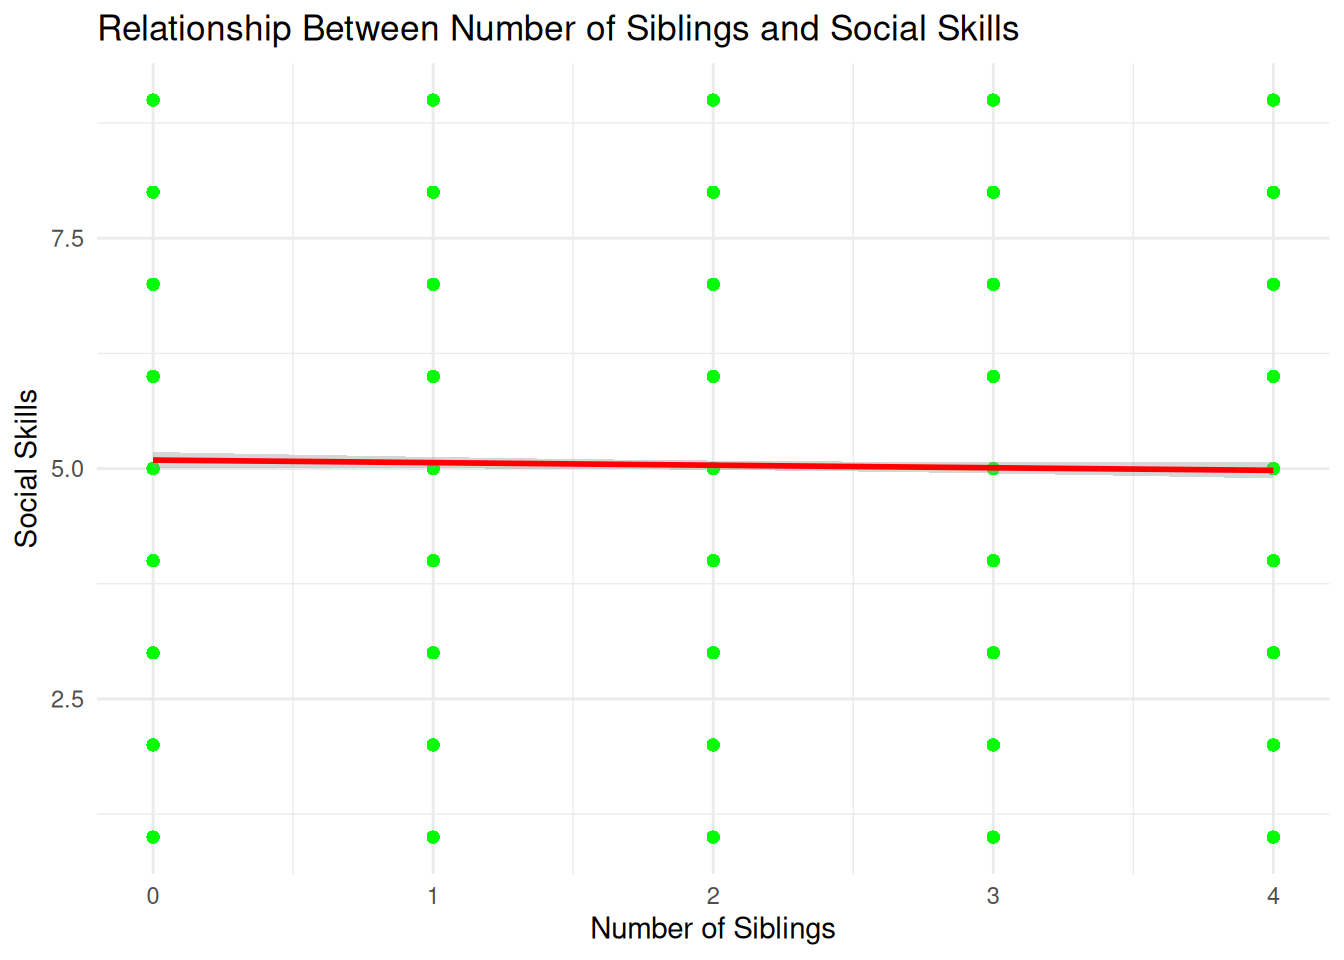 Relationship Between Number of Siblings and Social Skills
7.5
5.0
2.5
Social Skills
0 1 2 3 4
Number of Siblings